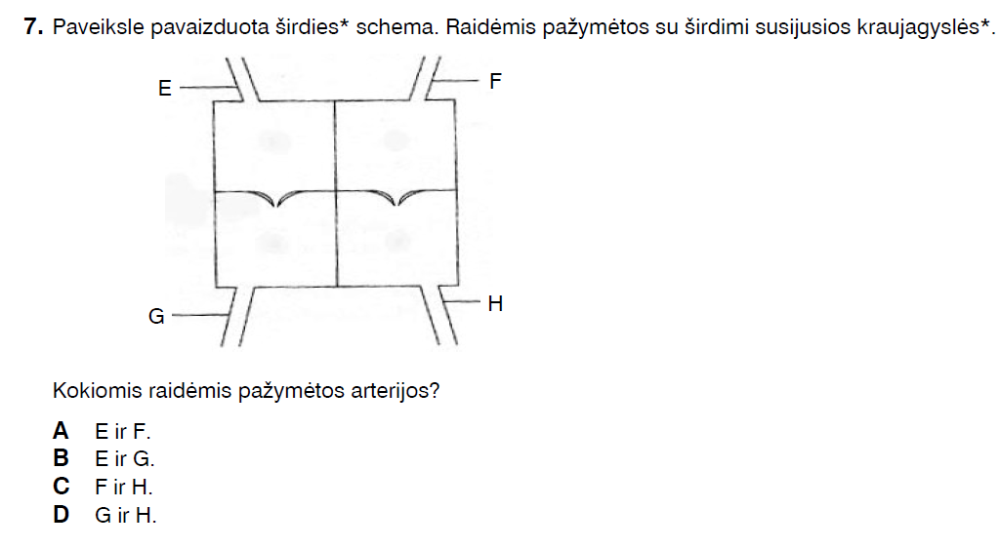 7. Paveiksle pavaizduota širdies* schema. Raidėmis pažymėtos su širdimi susijusios kraujagyslės*.
E
F
G
H
Kokiomis raidėmis pažymėtos arterijos?
A E ir F.
B E ir G.
C F ir H.
D G ir H.